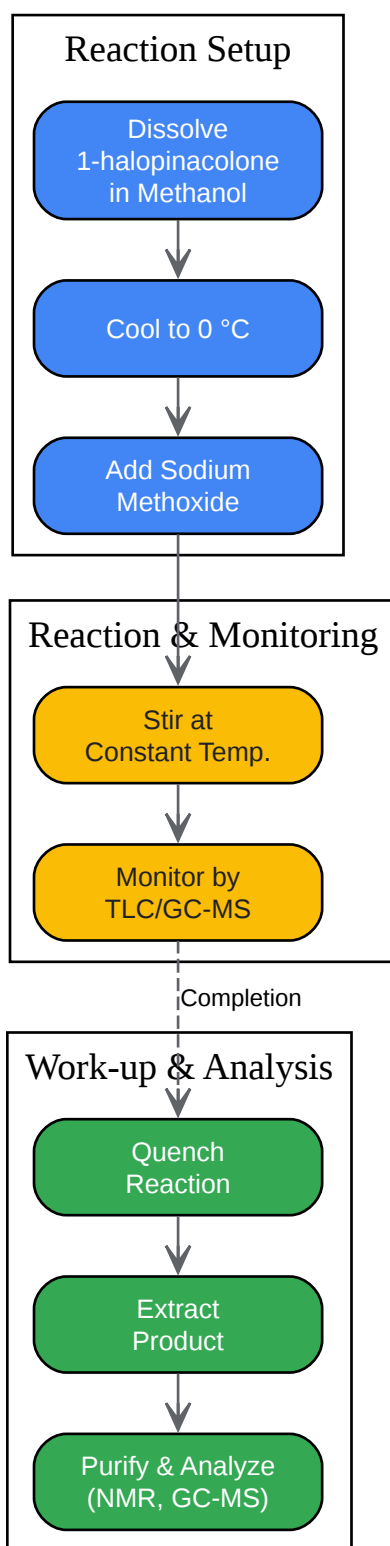 Reaction Setup
Dissolve
1-halopinacolone
in Methanol
Cool to 0 °C
Add Sodium
Methoxide
Reaction & Monitoring
Stir at
Constant Temp.
Monitor by
TLC/GC-MS
Completion
Work-up & Analysis
Quench
Reaction
Extract
Product
Purify & Analyze
(NMR, GC-MS)